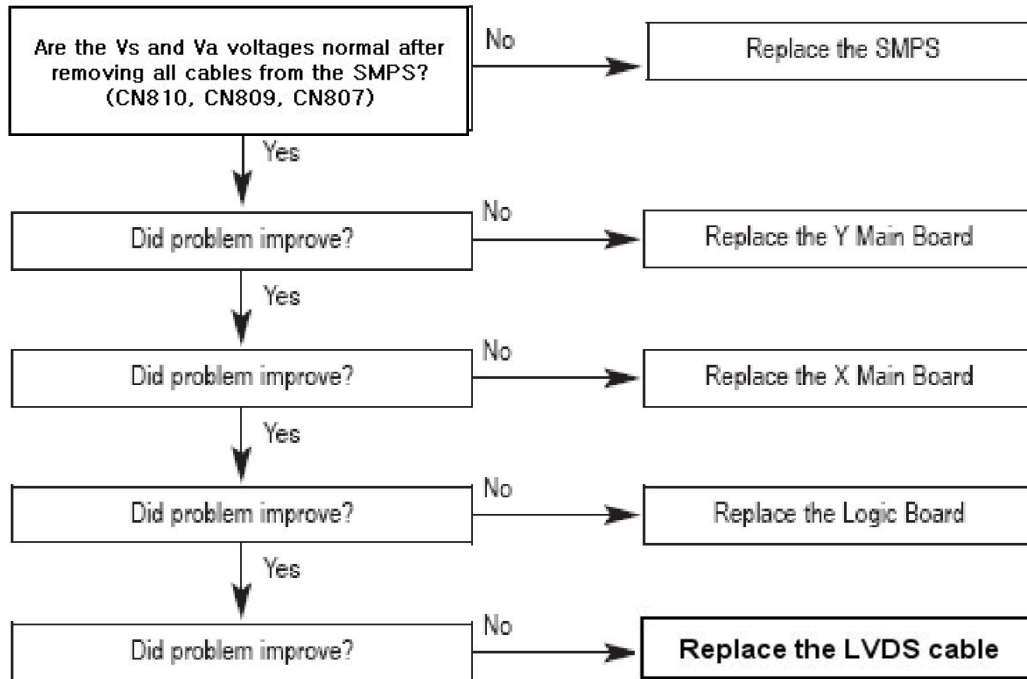 Are the Vs and Va voltages normal after
removing all cables from the SMPS?
(CN810, CN809, CN807)
No
Replace the SMPS
Yes
Did problem improve?
No
Replace the Y Main Board
Yes
Did problem improve?
No
Replace the X Main Board
Yes
Did problem improve?
No
Replace the Logic Board
Yes
Did problem improve?
No
Replace the LVDS cable